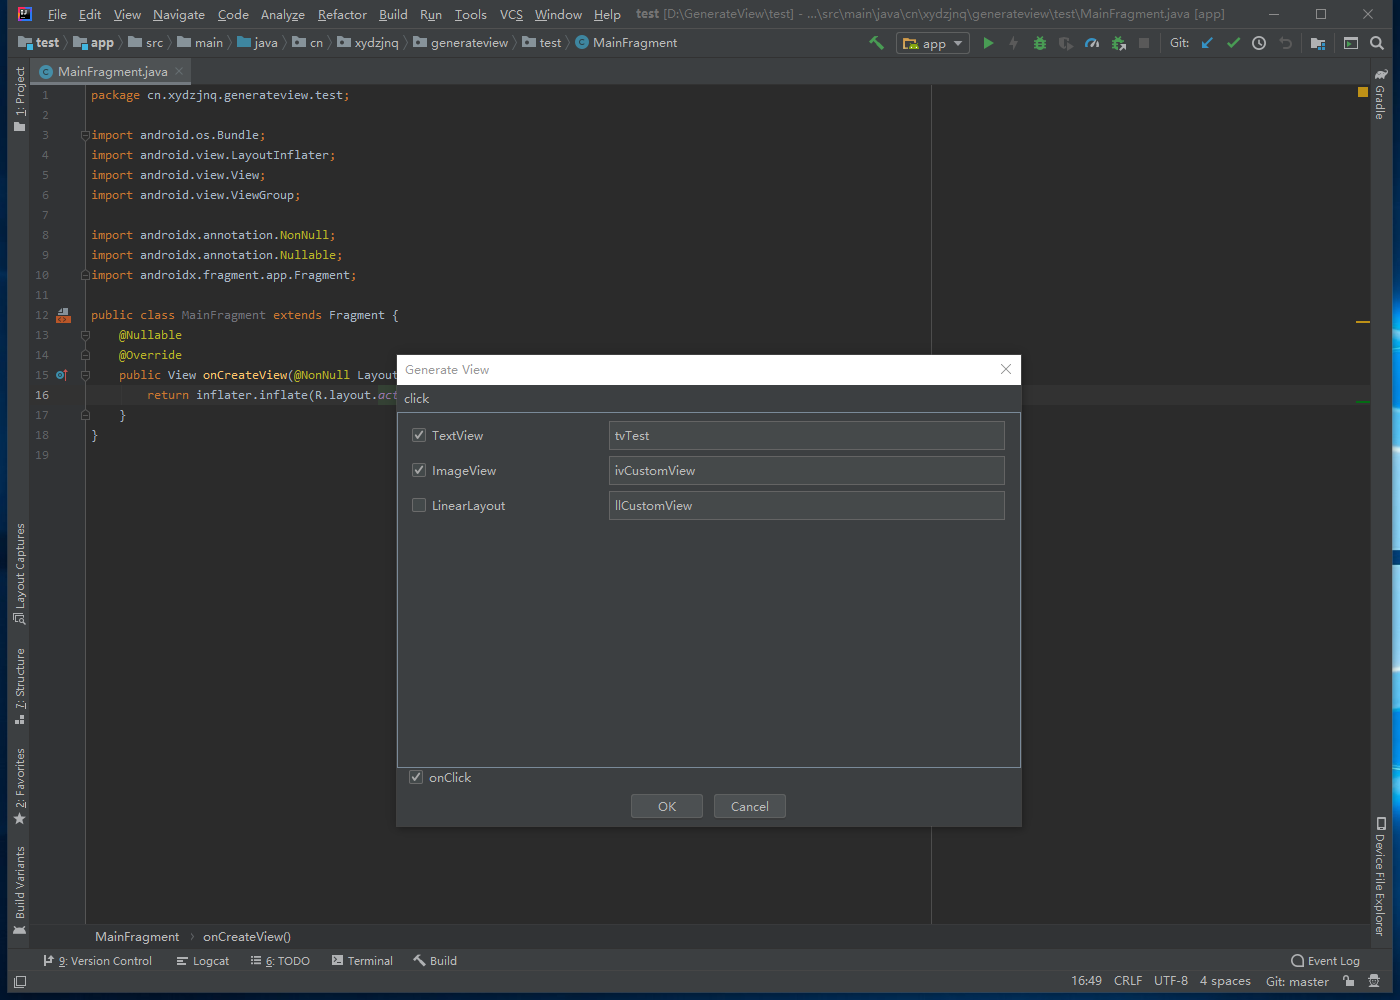 File Edit View Navigate Code Analyze Refactor Build Run Tools VCS Window Help test [D:\GenerateView\test] - ...\src\main\java\cn\xydzjnq\generateview\test\MainFragment.java [app]
test app src main java cn xydzjnq generateview test MainFragment app Git:
MainFragment.java
1: Project
Layout Captures
7: Structure
2: Favorites
Build Variants
Gradle
Device File Explorer
1 package cn.xydzjnq.generateview.test;
2
3 import android.os.Bundle;
4 import android.view.LayoutInflater;
5 import android.view.View;
6 import android.view.ViewGroup;
7
8 import androidx.annotation.NonNull;
9 import androidx.annotation.Nullable;
10 import androidx.fragment.app.Fragment;
11
12 public class MainFragment extends Fragment {
13 @Nullable
14 @Override
15 public View onCreateView(@NonNull Layout
16 return inflater.inflate(R.layout.act
17 }
18 }
19
Generate View
click
TextView tvTest
ImageView ivCustomView
LinearLayout llCustomView
onClick
OK Cancel
MainFragment onCreateView()
9: Version Control Logcat 6: TODO Terminal Build Event Log
16:49 CRLF UTF-8 4 spaces Git: master